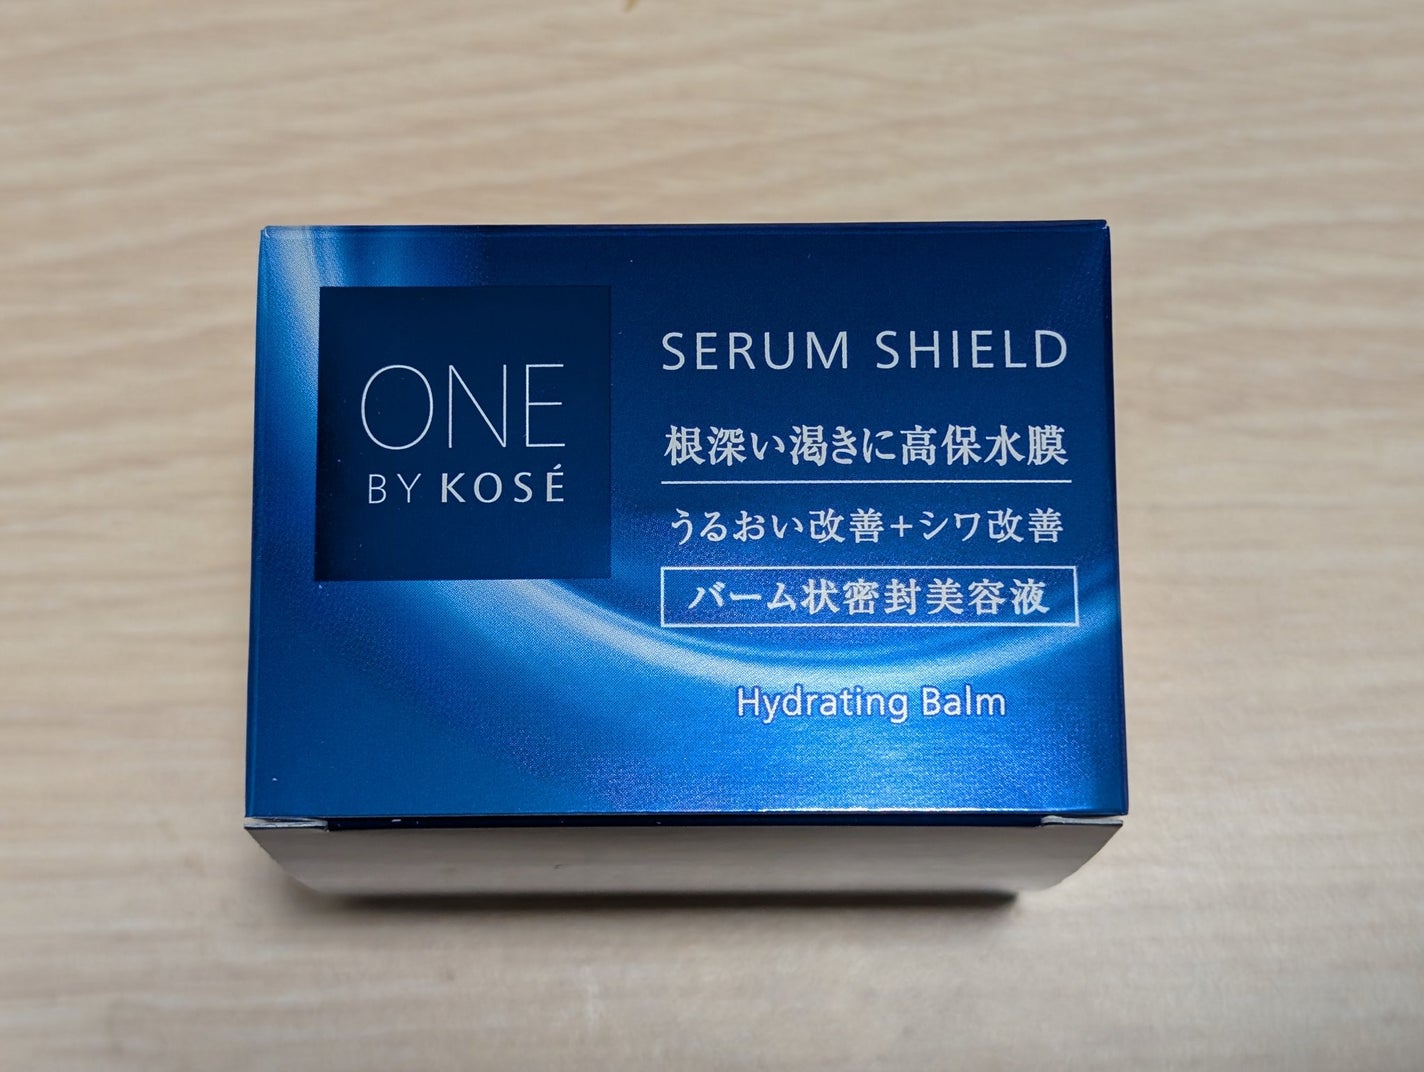 ONE
BY KOSÉ
SERUM SHIELD
根深い渇きに高保水膜
うるおい改善+シワ改善
バーム状密封美容液
Hydrating Balm